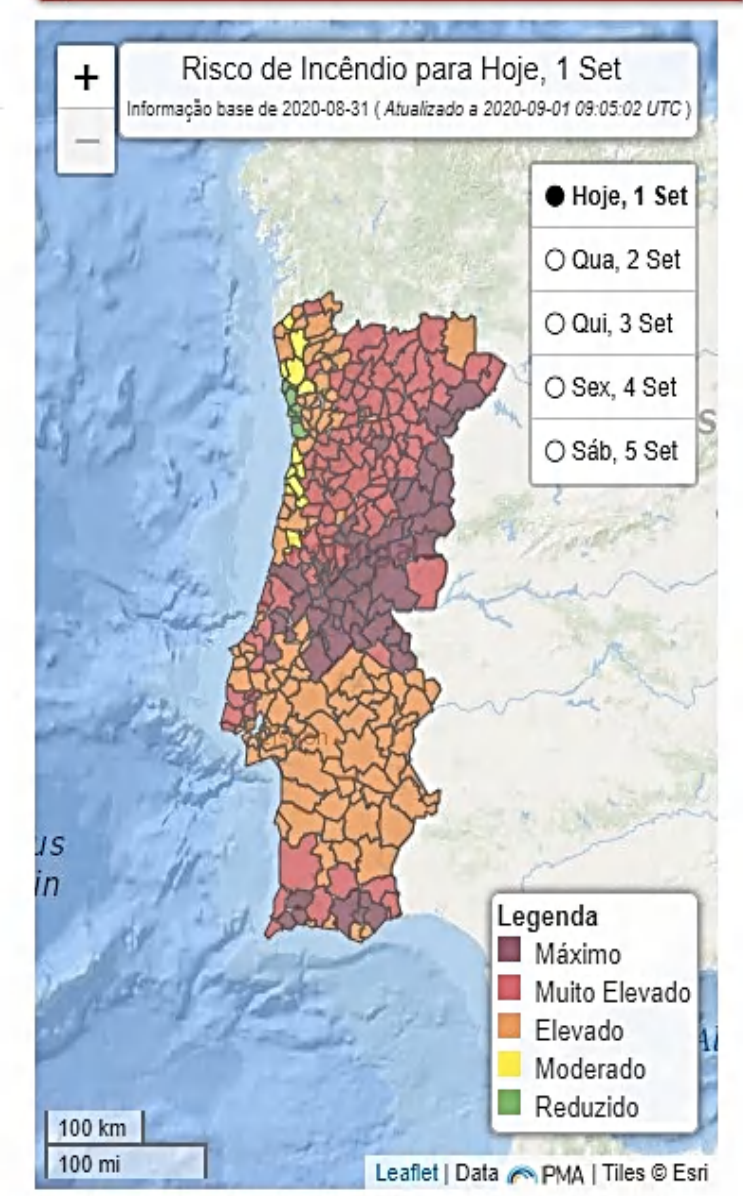 +
Risco de Incêndio para Hoje, 1 Set
Informação base de 2020-08-31 ( Atualizado a 2020-09-01 09:05:02 UTC )
−
Hoje, 1 Set
Qua, 2 Set
Qui, 3 Set
Sex, 4 Set
Sáb, 5 Set
S
us
in
Legenda
Máximo
Muito Elevado
Elevado
Moderado
Reduzido
100 km
100 mi
Leaflet | Data PMA | Tiles © Esri